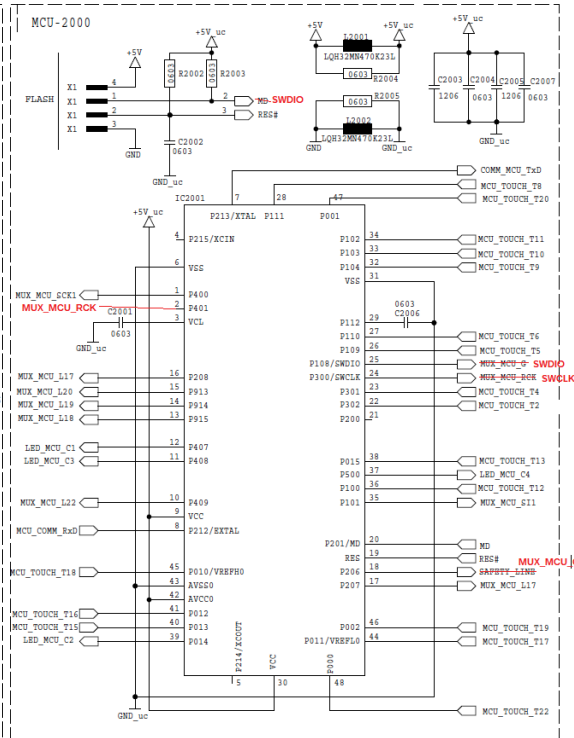 MCU-2000
+5V_uc
+5V
FLASH
X1 4
X1 1
X1 2
X1 3
GND
0603 R2002
0603 R2003
2 MD SWDIO
3 RES#
C2002
0603
GND_uc
+5V
L2001
+5V_uc
LQH32MN470K23L
0603
R2004
0603
R2005
L2002
GND LQH32MN470K23L GND_uc
+5V_uc
C2003 C2004 C2005 C2007
1206 0603 1206 0603
GND_uc
IC2001
+5V_uc
7 28 47
P213/XTAL P111 P001
COMM_MCU_TxD
MCU_TOUCH_T8
MCU_TOUCH_T20
4 P215/XCIN
6 VSS
MUX_MCU_SCK1 1 P400
MUX_MCU_RCK 2 P401
3 VCL
C2001
0603
GND_uc
MUX_MCU_L17 16 P208
MUX_MCU_L20 15 P913
MUX_MCU_L19 14 P914
MUX_MCU_L18 13 P915
LED_MCU_C1 12 P407
LED_MCU_C3 11 P408
MUX_MCU_L22 10 P409
9 VCC
MCU_COMM_RxD 8 P212/EXTAL
MCU_TOUCH_T18 45 P010/VREFH0
43 AVSS0
42 AVCC0
MCU_TOUCH_T16 41 P012
MCU_TOUCH_T15 40 P013
LED_MCU_C2 39 P014
P102 34 MCU_TOUCH_T11
P103 33 MCU_TOUCH_T10
P104 32 MCU_TOUCH_T9
VSS 31
0603
C2006
P112 29
P110 27 MCU_TOUCH_T6
P109 26 MCU_TOUCH_T5
P108/SWDIO 25 MUX_MCU_G SWDIO
P300/SWCLK 24 MUX_MCU_RCK SWCLK
P301 23 MCU_TOUCH_T4
P302 22 MCU_TOUCH_T2
P200 21
P015 38 MCU_TOUCH_T13
P500 37 LED_MCU_C4
P100 36 MCU_TOUCH_T12
P101 35 MUX_MCU_SI1
P201/MD 20 MD
RES 19 RES# MUX_MCU_
P206 18 SAFETY_LINE
P207 17 MUX_MCU_L17
P002 46 MCU_TOUCH_T19
P011/VREFL0 44 MCU_TOUCH_T17
P214/XCOUT VCC P000
5 30 48
MCU_TOUCH_T22
GND_uc